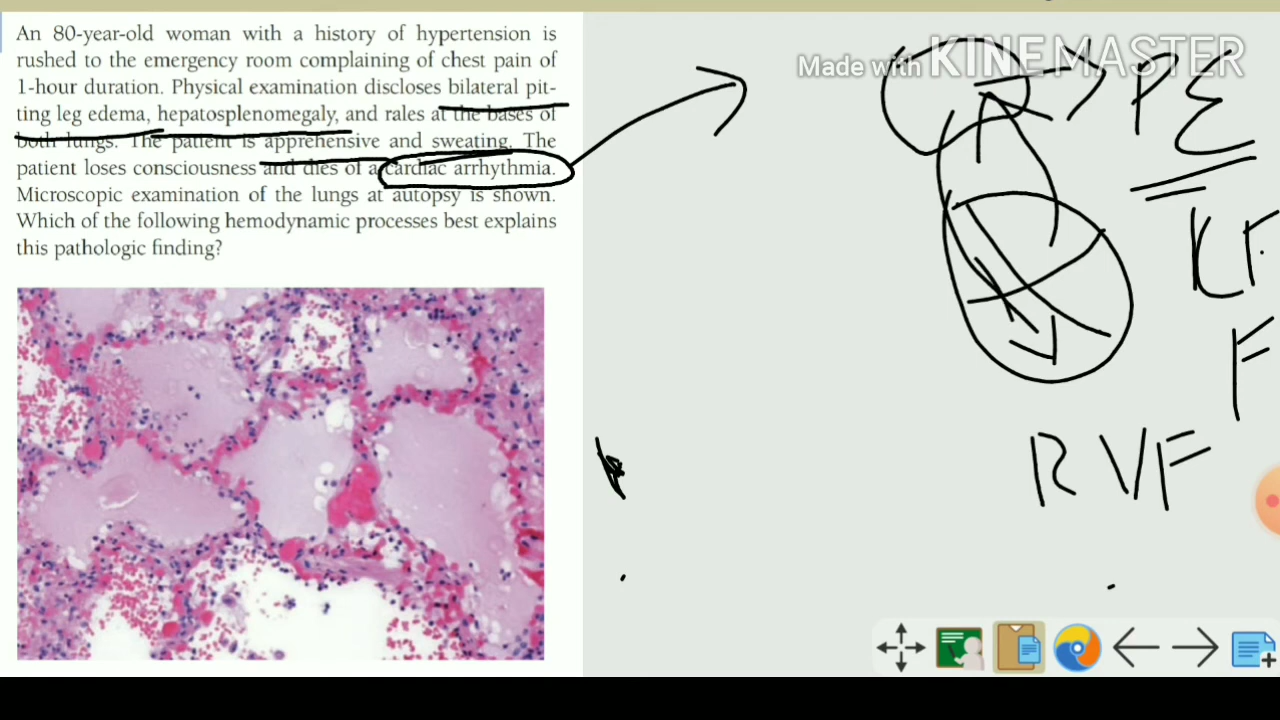 An 80-year-old woman with a history of hypertension is
rushed to the emergency room complaining of chest pain of
1-hour duration. Physical examination discloses bilateral pit-
ting leg edema, hepatosplenomegaly, and rales at the bases of
both lungs. The patient is apprehensive and sweating. The
patient loses consciousness and dies of a cardiac arrhythmia.
Microscopic examination of the lungs at autopsy is shown.
Which of the following hemodynamic processes best explains
this pathologic finding?
Made with KINEMASTER
PE
F
RVF